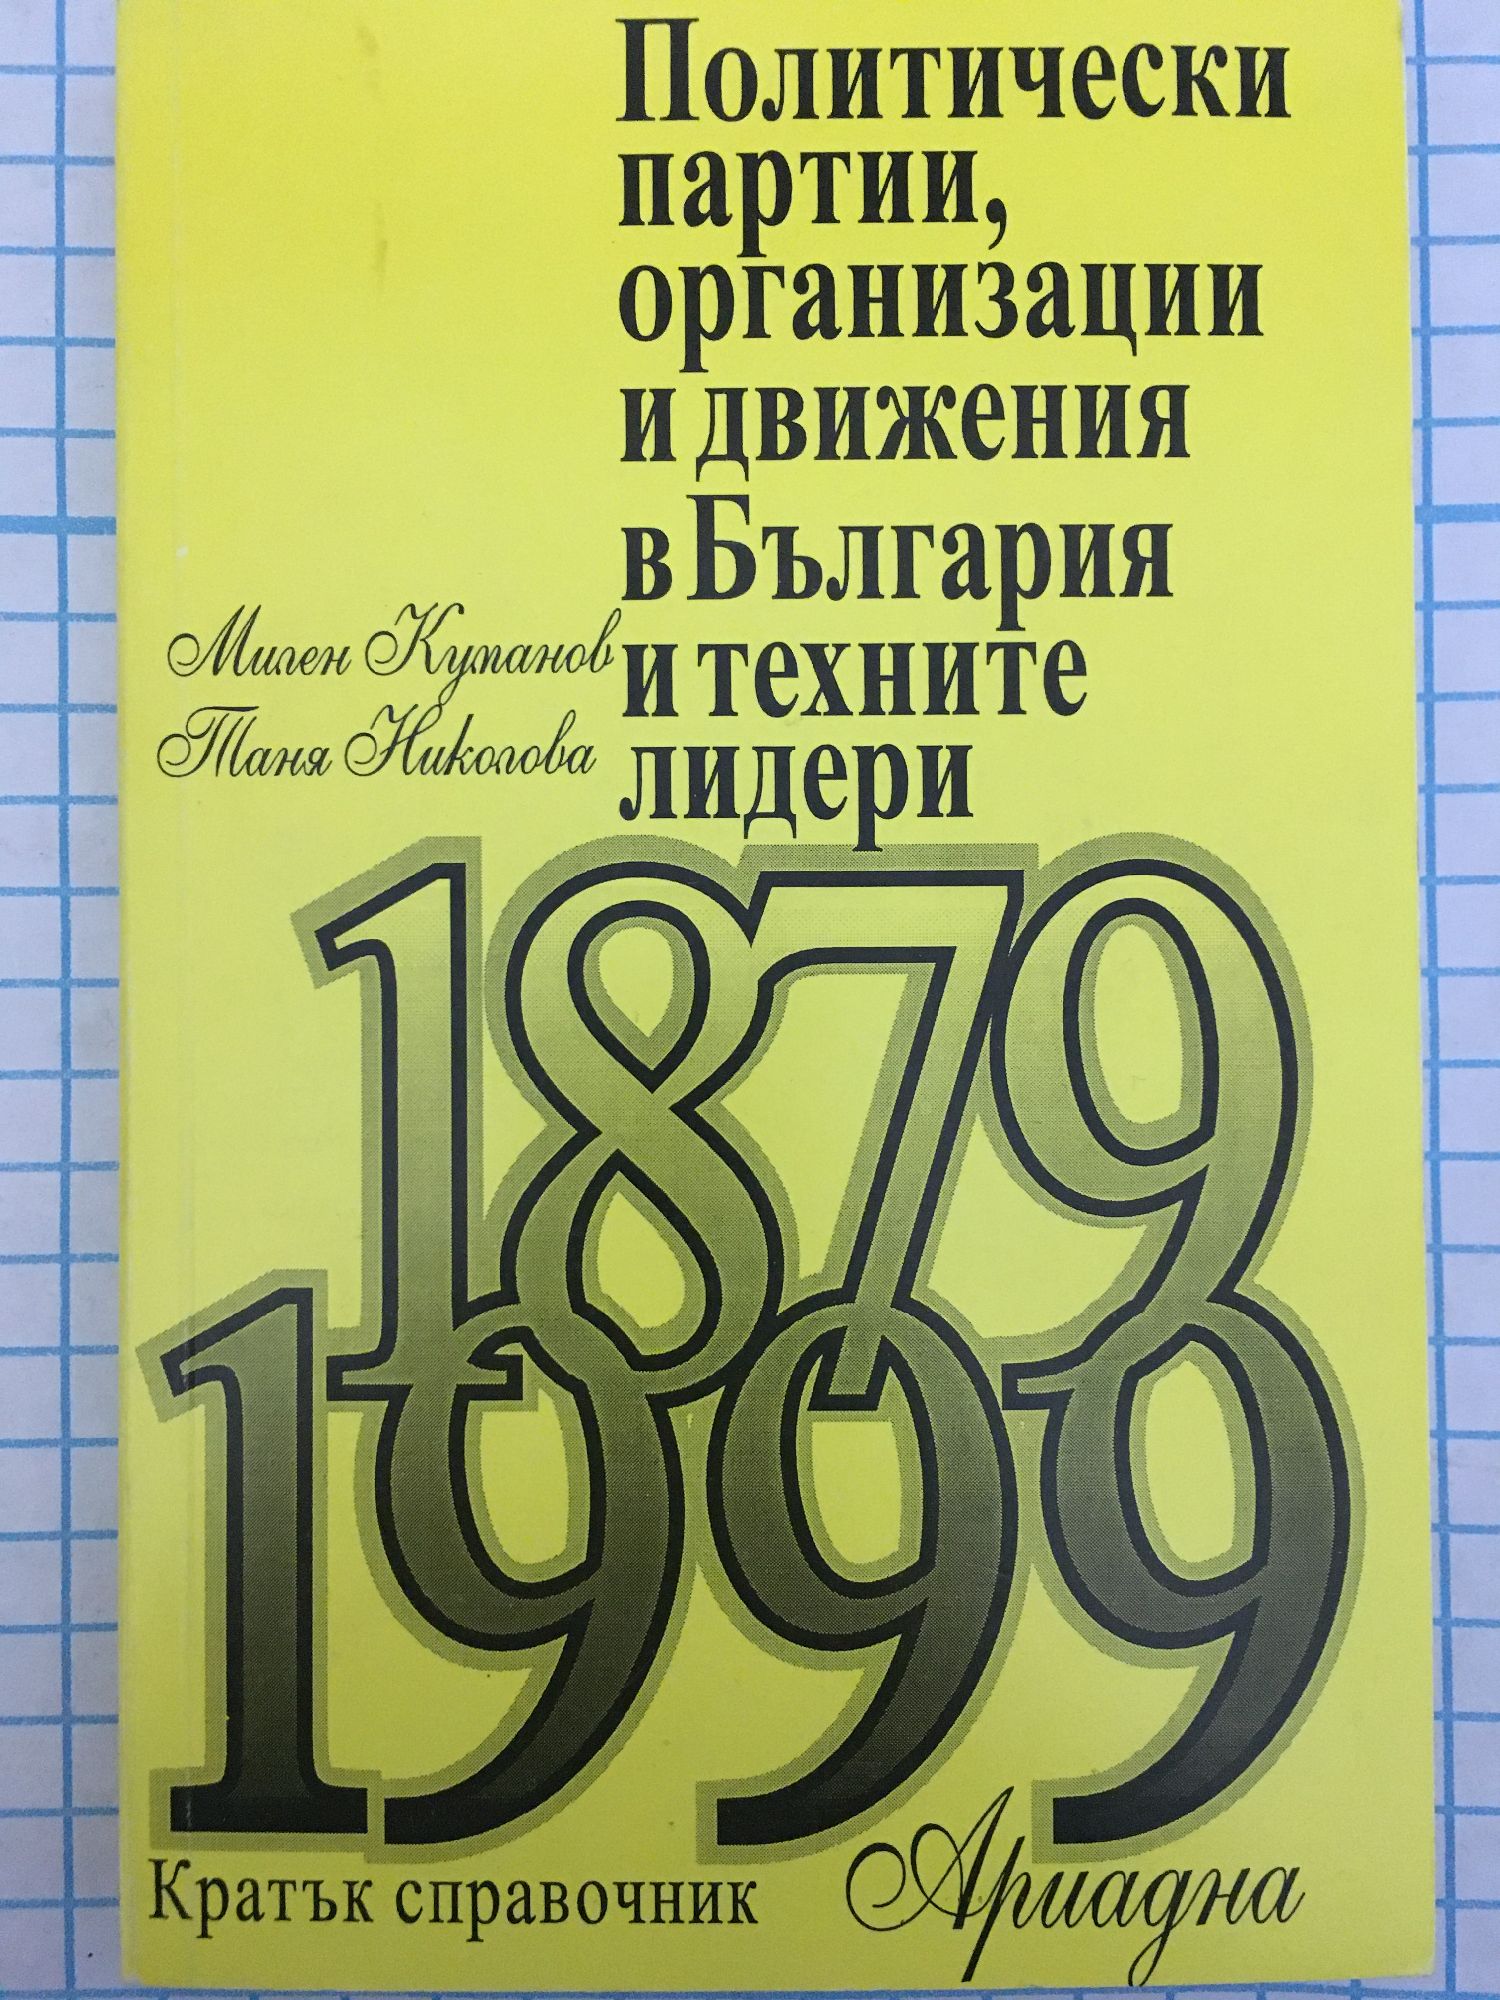 Политически
партии,
организации
и движения
в България
и техните
лидери
Милен Куманов
Таня Николова
1879
1999
Кратък справочник
Ариадна